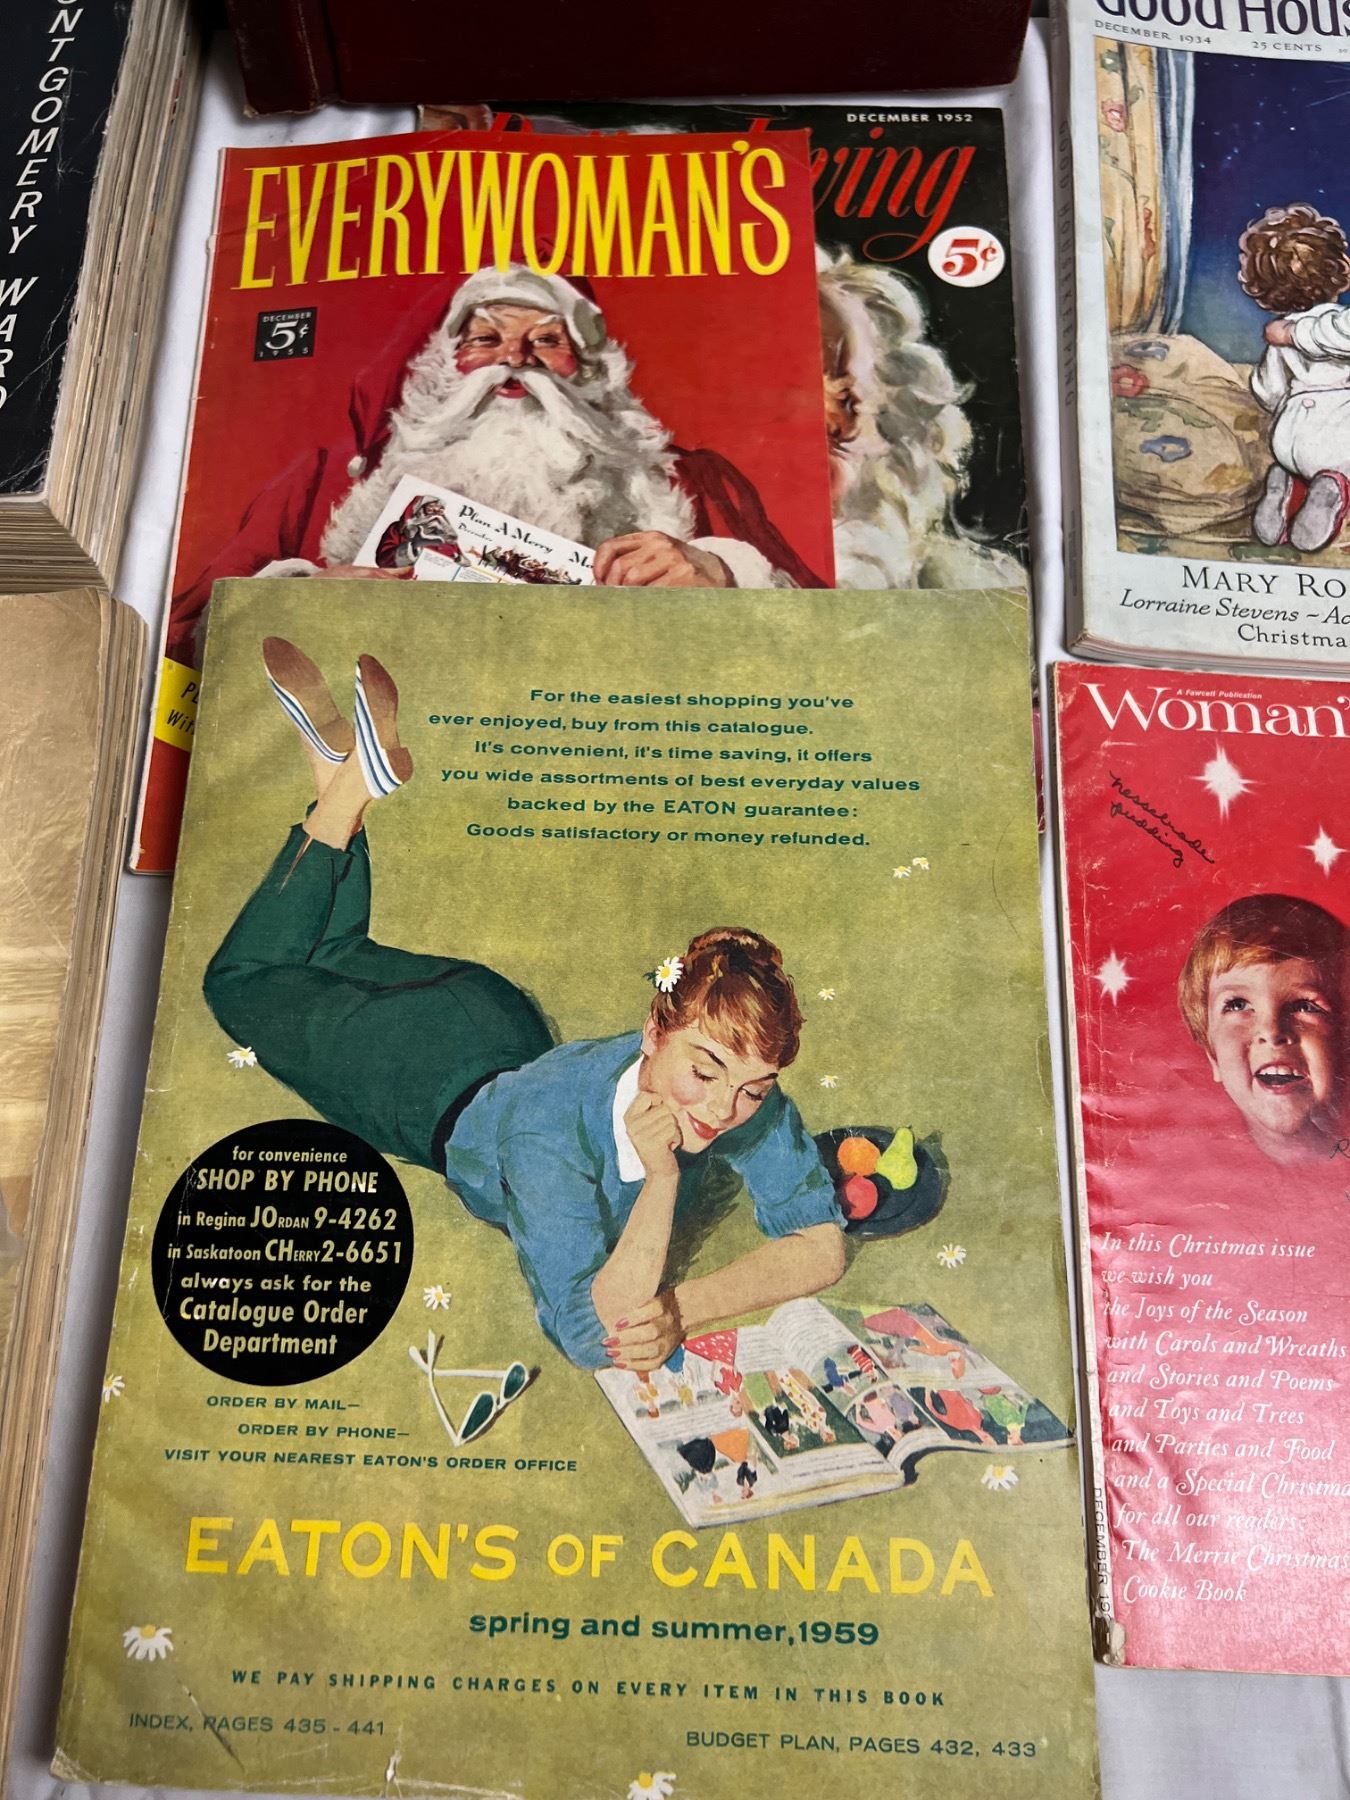 MONTGOMERY WARD
EVERYWOMAN'S
DECEMBER
5¢
1955
Plan A Merry
December
DECEMBER 1952
5¢
GOOD HOUS
DECEMBER 1934 25 CENTS
GOOD HOUSEKEEPING
MARY RO
Lorraine Stevens ~ Ad
Christma
For the easiest shopping you've
ever enjoyed, buy from this catalogue.
It's convenient, it's time saving, it offers
you wide assortments of best everyday values
backed by the EATON guarantee:
Goods satisfactory or money refunded.
for convenience
SHOP BY PHONE
in Regina JORDAN 9-4262
in Saskatoon CHERRY 2-6651
always ask for the
Catalogue Order
Department
ORDER BY MAIL—
ORDER BY PHONE—
VISIT YOUR NEAREST EATON'S ORDER OFFICE
EATON'S OF CANADA
spring and summer, 1959
WE PAY SHIPPING CHARGES ON EVERY ITEM IN THIS BOOK
INDEX, PAGES 435 - 441
BUDGET PLAN, PAGES 432, 433
A Fawcett Publication
Woman'
nesselrode
pudding
In this Christmas issue
we wish you
the Joys of the Season
with Carols and Wreaths
and Stories and Poems
and Toys and Trees
and Parties and Food
and a Special Christma
for all our readers:
The Merrie Christmas
Cookie Book
DECEMBER